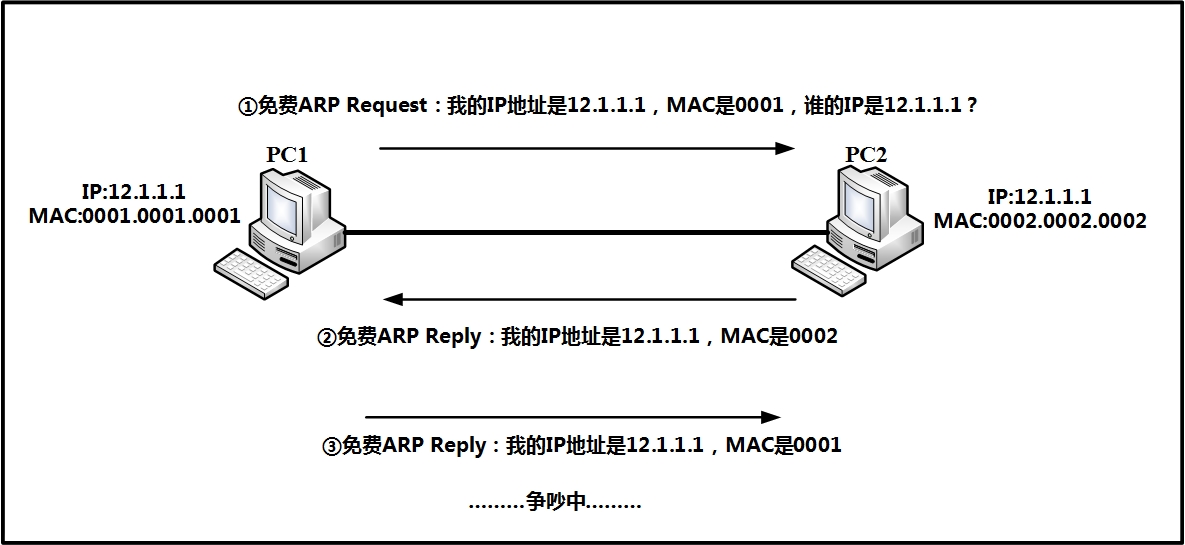 ①免费ARP Request：我的IP地址是12.1.1.1，MAC是0001，谁的IP是12.1.1.1？
PC1
PC2
IP:12.1.1.1
MAC:0001.0001.0001
IP:12.1.1.1
MAC:0002.0002.0002
②免费ARP Reply：我的IP地址是12.1.1.1，MAC是0002
③免费ARP Reply：我的IP地址是12.1.1.1，MAC是0001
.........争吵中.........